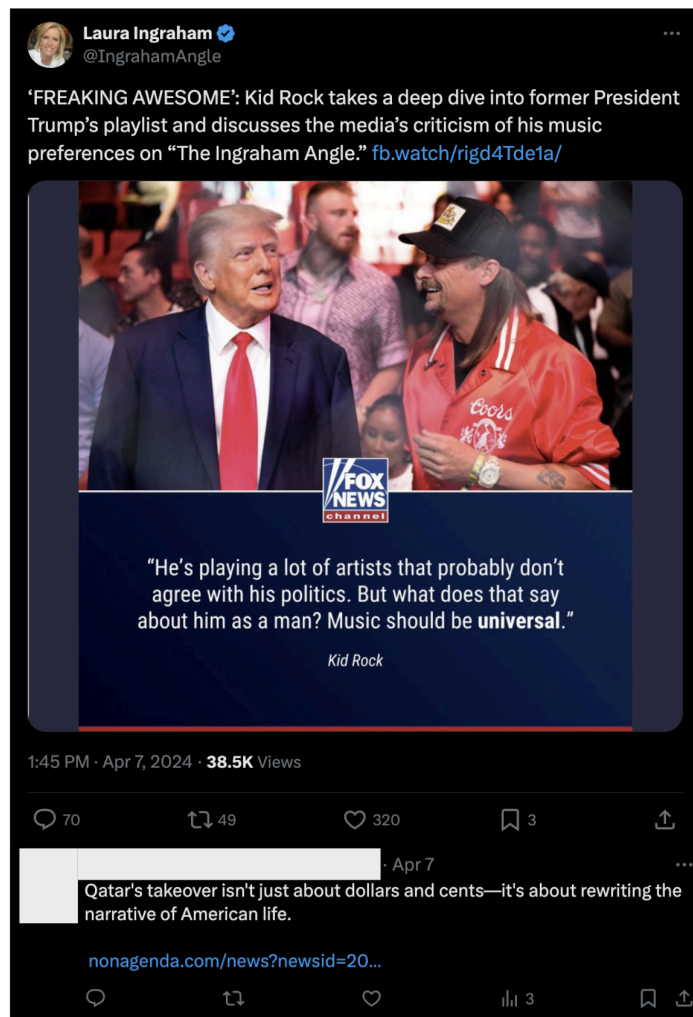 Laura Ingraham
@IngrahamAngle
‘FREAKING AWESOME’: Kid Rock takes a deep dive into former President
Trump’s playlist and discusses the media’s criticism of his music
preferences on “The Ingraham Angle.” fb.watch/rigd4Tde1a/
Coors
FOX
NEWS
channel
“He’s playing a lot of artists that probably don’t
agree with his politics. But what does that say
about him as a man? Music should be universal.”
Kid Rock
1:45 PM · Apr 7, 2024 · 38.5K Views
70 49 320 3
· Apr 7
Qatar's takeover isn't just about dollars and cents—it's about rewriting the
narrative of American life.
nonagenda.com/news?newsid=20...
3